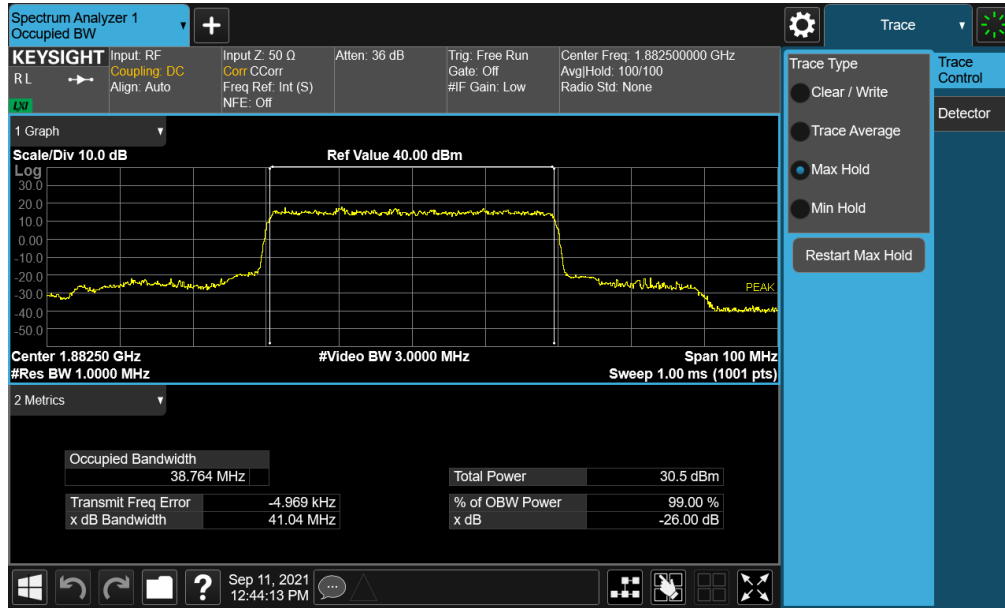 Spectrum Analyzer 1
Occupied BW
▼
+
Trace
▼
KEYSIGHT
R L
LXI
Input: RF
Coupling: DC
Align: Auto
Input Z: 50 Ω
Corr CCorr
Freq Ref: Int (S)
NFE: Off
Atten: 36 dB
Trig: Free Run
Gate: Off
#IF Gain: Low
Center Freq: 1.882500000 GHz
Avg|Hold: 100/100
Radio Std: None
Trace Type
Clear / Write
Trace Average
Max Hold
Min Hold
Restart Max Hold
Trace
Control
Detector
1 Graph
Scale/Div 10.0 dB
Ref Value 40.00 dBm
Log
30.0
20.0
10.0
0.00
-10.0
-20.0
-30.0
-40.0
-50.0
PEAK
Center 1.88250 GHz
#Video BW 3.0000 MHz
Span 100 MHz
#Res BW 1.0000 MHz
Sweep 1.00 ms (1001 pts)
2 Metrics
Occupied Bandwidth
38.764 MHz
Total Power 30.5 dBm
Transmit Freq Error -4.969 kHz
% of OBW Power 99.00 %
x dB Bandwidth 41.04 MHz
x dB -26.00 dB
?
Sep 11, 2021
12:44:13 PM